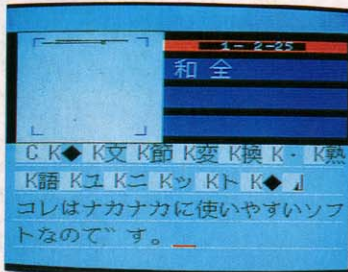 1- 2-25
和 全
C K◆ K文 K節 K変 K換 K・ K熟
K語 Kユ Kニ Kッ Kト K◆ 」
コレはナカナカに使いやすいソフ
トなので゛す。